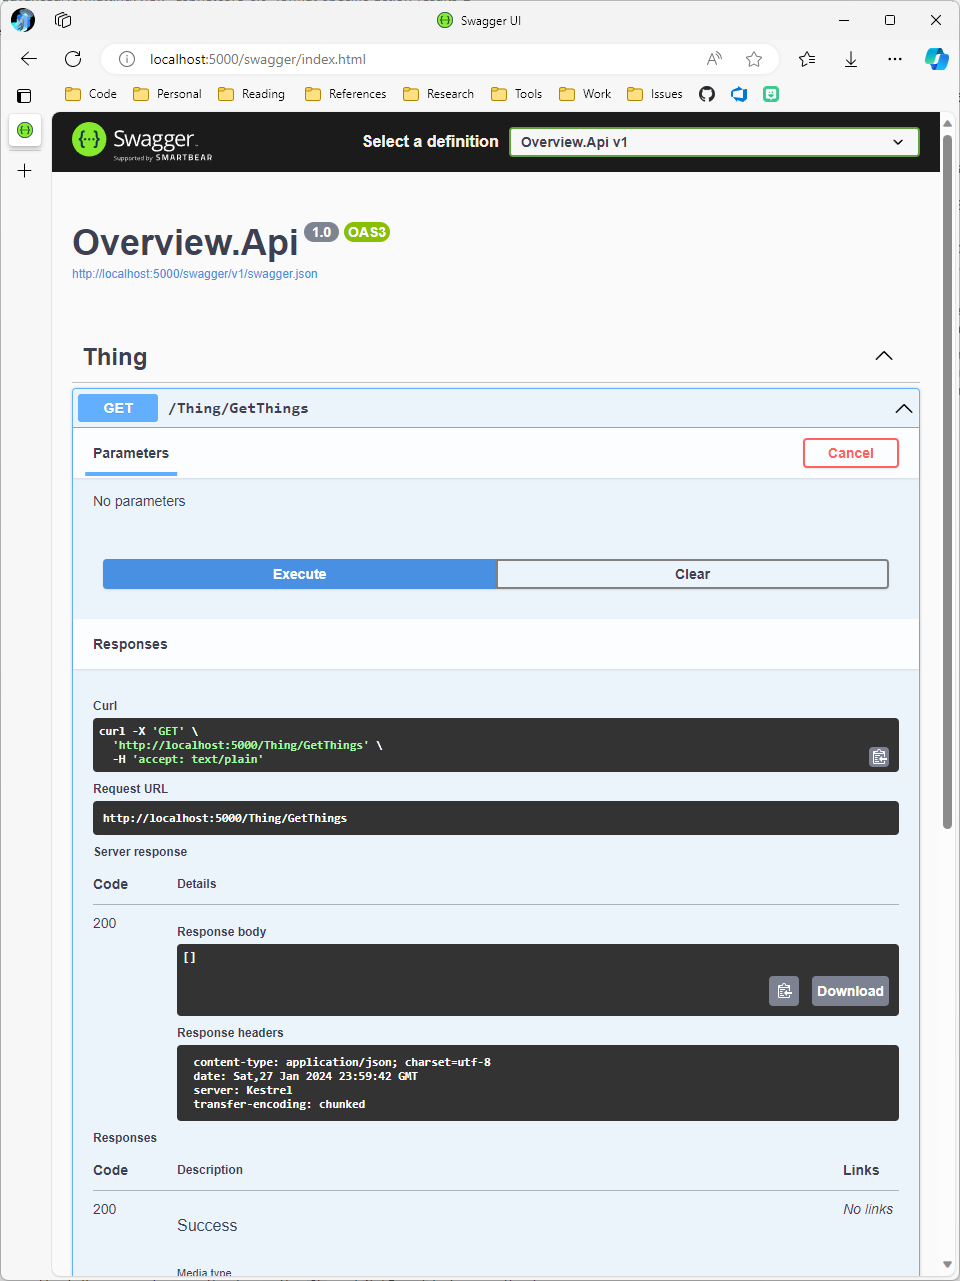 Swagger UI
localhost:5000/swagger/index.html
Code Personal Reading References Research Tools Work Issues
Swagger
Supported by SMARTBEAR
Select a definition
Overview.Api v1
Overview.Api 1.0 OAS3
http://localhost:5000/swagger/v1/swagger.json
Thing
GET /Thing/GetThings
Parameters
Cancel
No parameters
Execute
Clear
Responses
Curl
curl -X 'GET' \
'http://localhost:5000/Thing/GetThings' \
-H 'accept: text/plain'
Request URL
http://localhost:5000/Thing/GetThings
Server response
Code Details
200
Response body
[]
Download
Response headers
content-type: application/json; charset=utf-8
date: Sat,27 Jan 2024 23:59:42 GMT
server: Kestrel
transfer-encoding: chunked
Responses
Code Description Links
200
No links
Success
Media type